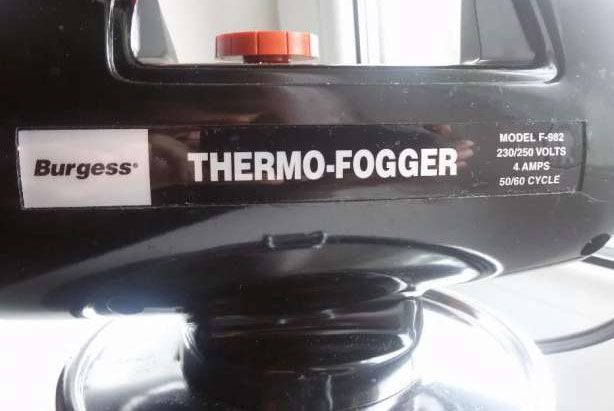 Burgess®
THERMO-FOGGER
MODEL F-982
230/250 VOLTS
4 AMPS
50/60 CYCLE